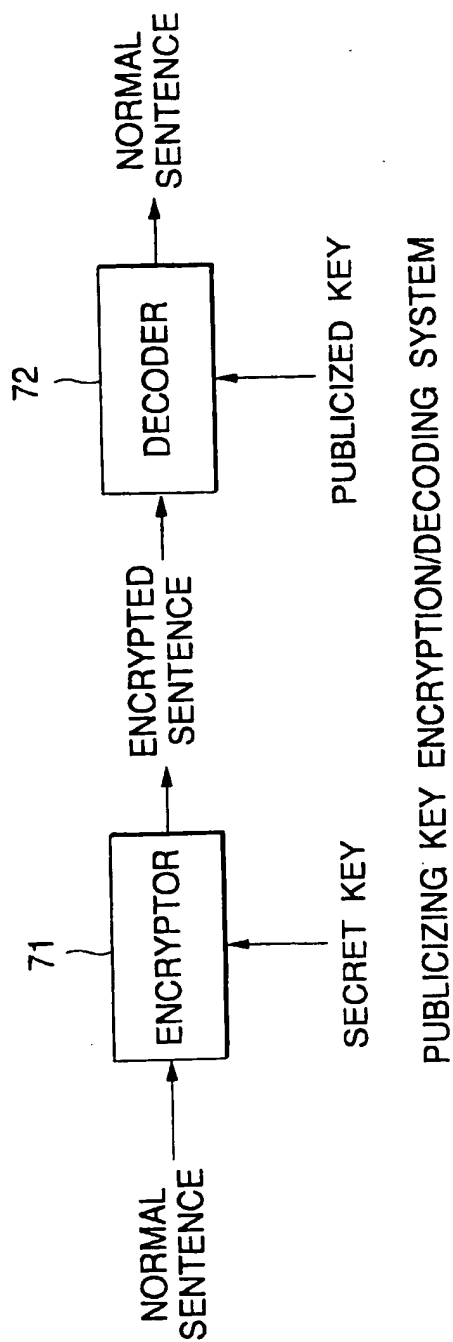 NORMAL
SENTENCE
71
ENCRYPTOR
SECRET KEY
ENCRYPTED
SENTENCE
72
DECODER
PUBLICIZED KEY
NORMAL
SENTENCE
PUBLICIZING KEY ENCRYPTION/DECODING SYSTEM